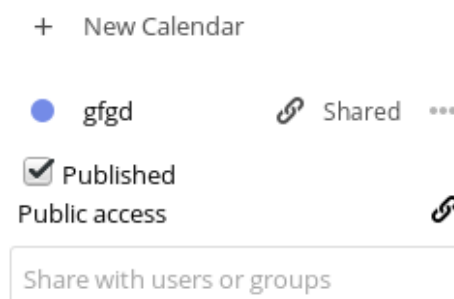 + New Calendar
gfgd Shared •••
Published
Public access
Share with users or groups